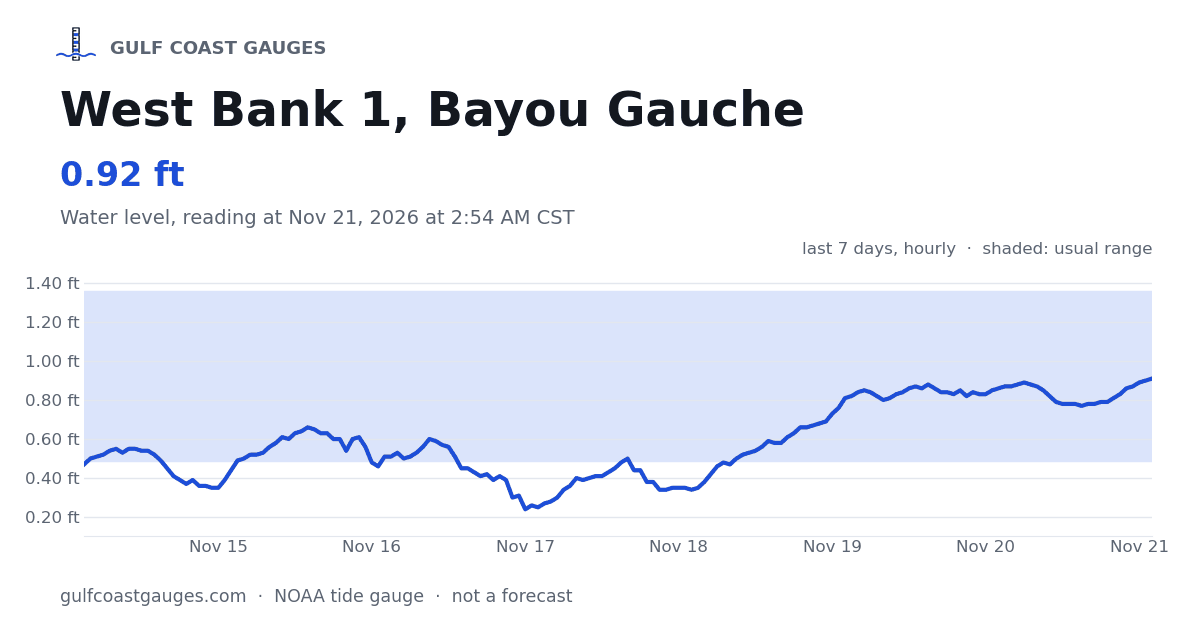 GULF COAST GAUGES
West Bank 1, Bayou Gauche
0.92 ft
Water level, reading at Nov 21, 2026 at 2:54 AM CST
last 7 days, hourly · shaded: usual range
1.40 ft
1.20 ft
1.00 ft
0.80 ft
0.60 ft
0.40 ft
0.20 ft
Nov 15 Nov 16 Nov 17 Nov 18 Nov 19 Nov 20 Nov 21
gulfcoastgauges.com · NOAA tide gauge · not a forecast